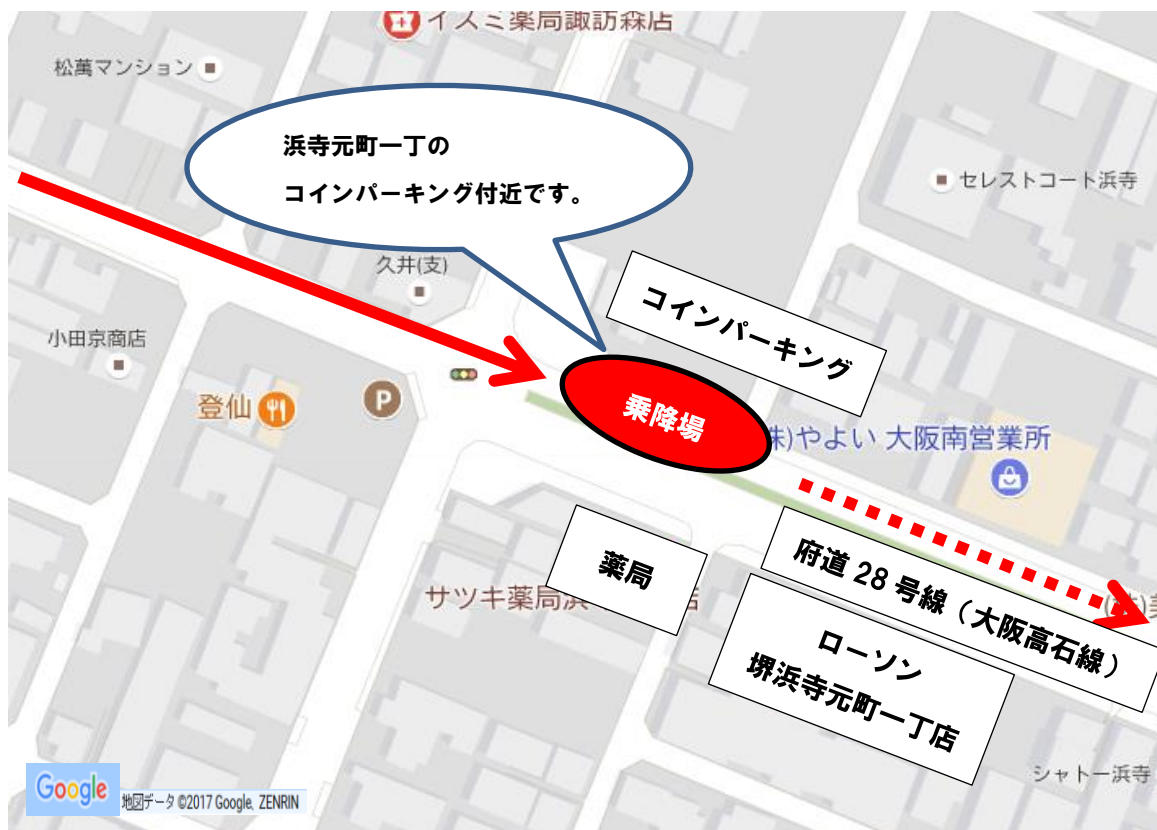 イズミ薬局諏訪森店
松萬マンション
浜寺元町一丁の
コインパーキング付近です。
セレストコート浜寺
久井(支)
コインパーキング
小田京商店
登仙
P
乗降場
株)やよい 大阪南営業所
薬局
府道 28 号線（大阪高石線）
サツキ薬局浜
店
ローソン
堺浜寺元町一丁店
シャトー浜寺
Google
地図データ ©2017 Google, ZENRIN